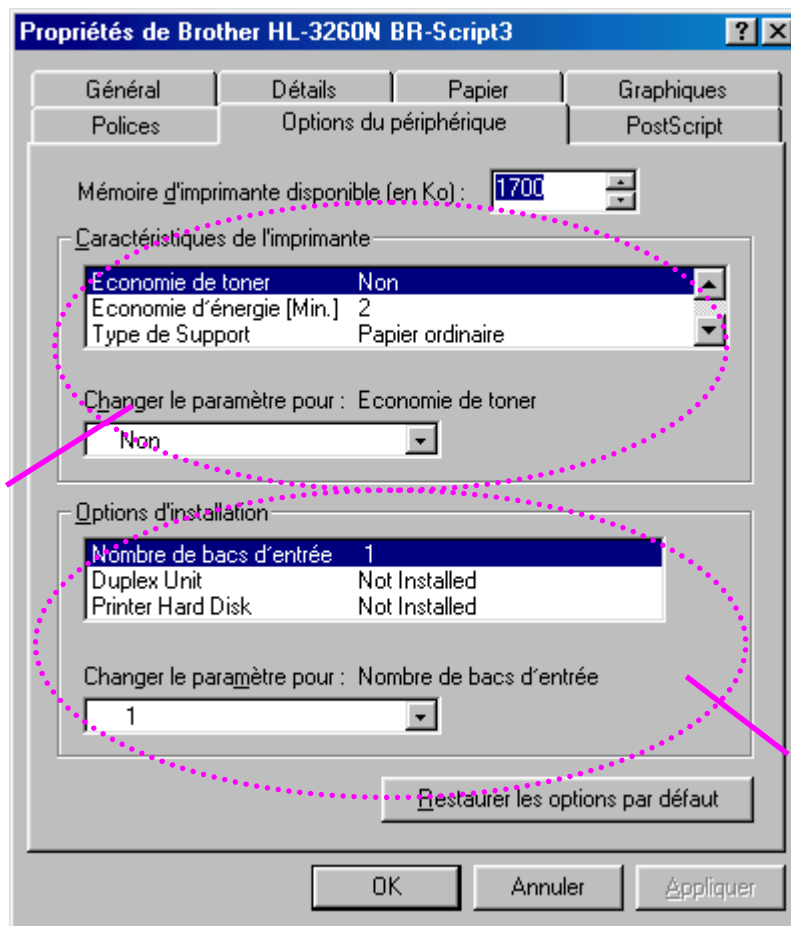 Propriétés de Brother HL-3260N BR-Script3
Général Détails Papier Graphiques
Polices Options du périphérique PostScript
Mémoire d'imprimante disponible (en Ko) : 1700
Caractéristiques de l'imprimante
Economie de toner Non
Economie d´énergie [Min.] 2
Type de Support Papier ordinaire
Changer le paramètre pour : Economie de toner
Non
Options d'installation
Nombre de bacs d´entrée 1
Duplex Unit Not Installed
Printer Hard Disk Not Installed
Changer le paramètre pour : Nombre de bacs d´entrée
1
Restaurer les options par défaut
OK Annuler Appliquer